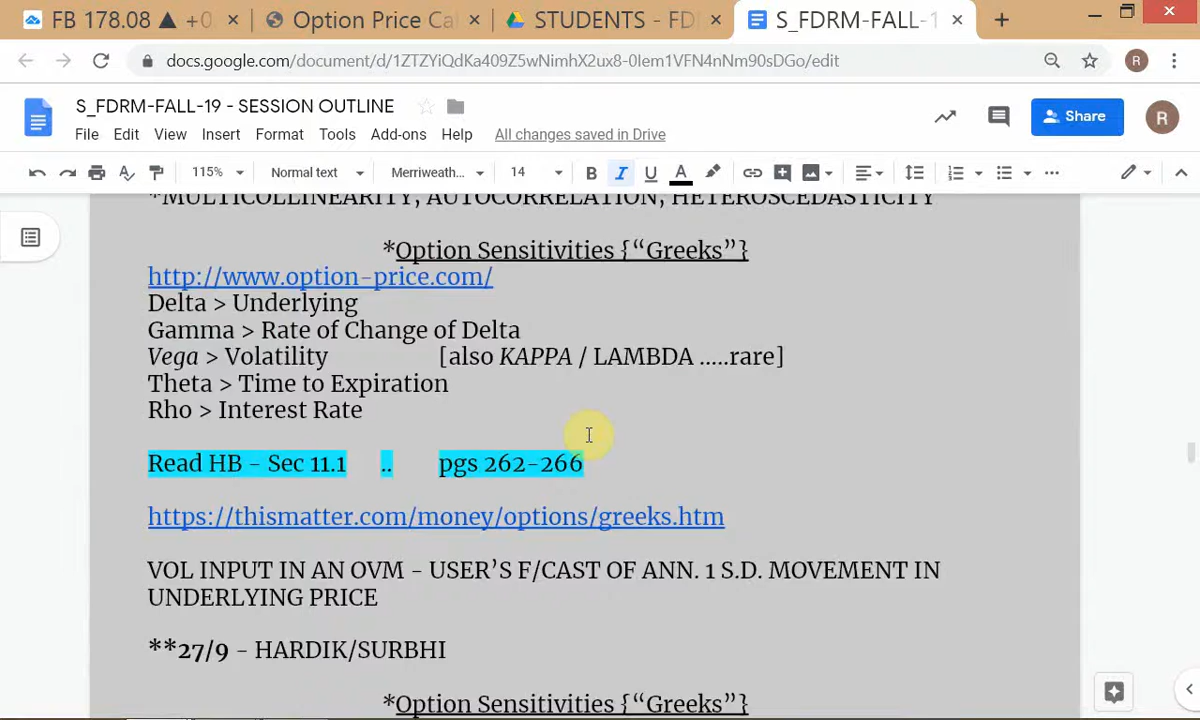 FB 178.08 ▲ +0
Option Price Ca
STUDENTS - FD
S_FDRM-FALL-1
docs.google.com/document/d/1ZTZYiQdKa409Z5wNimhX2ux8-0lem1VFN4nNm90sDGo/edit
R
S_FDRM-FALL-19 - SESSION OUTLINE
File Edit View Insert Format Tools Add-ons Help All changes saved in Drive
Share
R
115% Normal text Merriweath... 14 B I U A
*MULTICOLLINEARITY, AUTOCORRELATION, HETEROSCEDASTICITY
*Option Sensitivities {“Greeks”}
http://www.option-price.com/
Delta > Underlying
Gamma > Rate of Change of Delta
Vega > Volatility [also KAPPA / LAMBDA .....rare]
Theta > Time to Expiration
Rho > Interest Rate
Read HB - Sec 11.1 .. pgs 262-266
https://thismatter.com/money/options/greeks.htm
VOL INPUT IN AN OVM - USER’S F/CAST OF ANN. 1 S.D. MOVEMENT IN
UNDERLYING PRICE
**27/9 - HARDIK/SURBHI
*Option Sensitivities {“Greeks”}